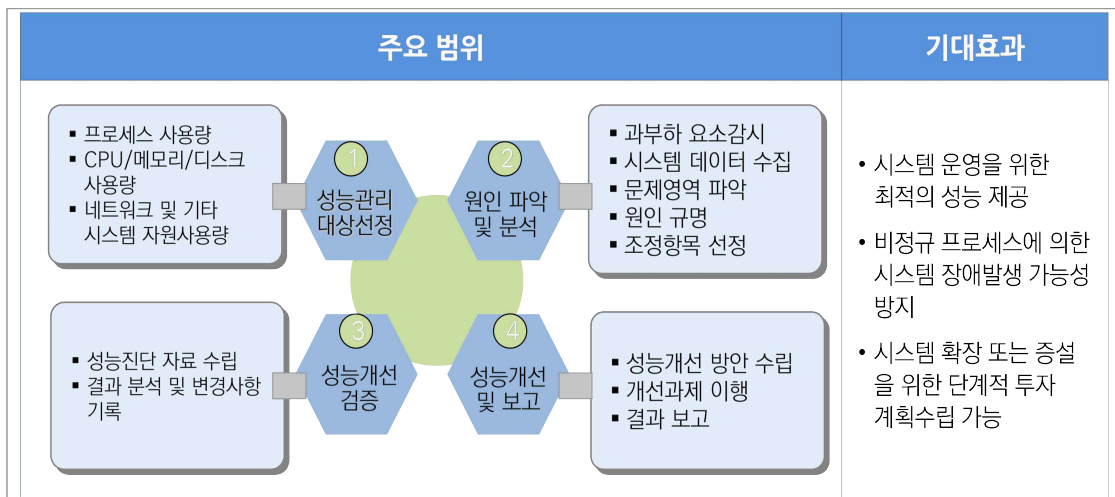 주요 범위
기대효과
▪ 프로세스 사용량
▪ CPU/메모리/디스크
사용량
▪ 네트워크 및 기타
시스템 자원사용량
1
성능관리
대상선정
2
원인 파악
및 분석
▪ 과부하 요소감시
▪ 시스템 데이터 수집
▪ 문제영역 파악
▪ 원인 규명
▪ 조정항목 선정
▪ 성능진단 자료 수립
▪ 결과 분석 및 변경사항
기록
3
성능개선
검증
4
성능개선
및 보고
▪ 성능개선 방안 수립
▪ 개선과제 이행
▪ 결과 보고
• 시스템 운영을 위한
최적의 성능 제공
• 비정규 프로세스에 의한
시스템 장애발생 가능성
방지
• 시스템 확장 또는 증설
을 위한 단계적 투자
계획수립 가능